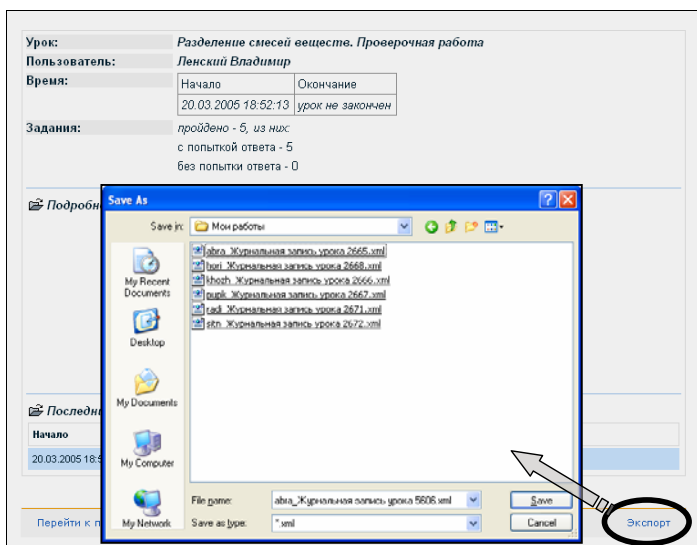 Урок: Разделение смесей веществ. Проверочная работа
Пользователь: Ленский Владимир
Время: Начало Окончание
20.03.2005 18:52:13 урок не закончен
Задания: пройдено - 5, из них:
с попыткой ответа - 5
без попытки ответа - 0
Подробн
Save As
Save in: Мои работы
abra_Журнальная запись урока 2665.xml
bori_Журнальная запись урока 2668.xml
khozh_Журнальная запись урока 2666.xml
pupk_Журнальная запись урока 2667.xml
radi_Журнальная запись урока 2671.xml
sitn_Журнальная запись урока 2672.xml
My Recent Documents
Desktop
My Documents
My Computer
My Network
File name: abra_Журнальная запись урока 5606.xml Save
Save as type: *.xml Cancel
Последн
Начало
20.03.2005 18:5
Перейти к п
Экспорт